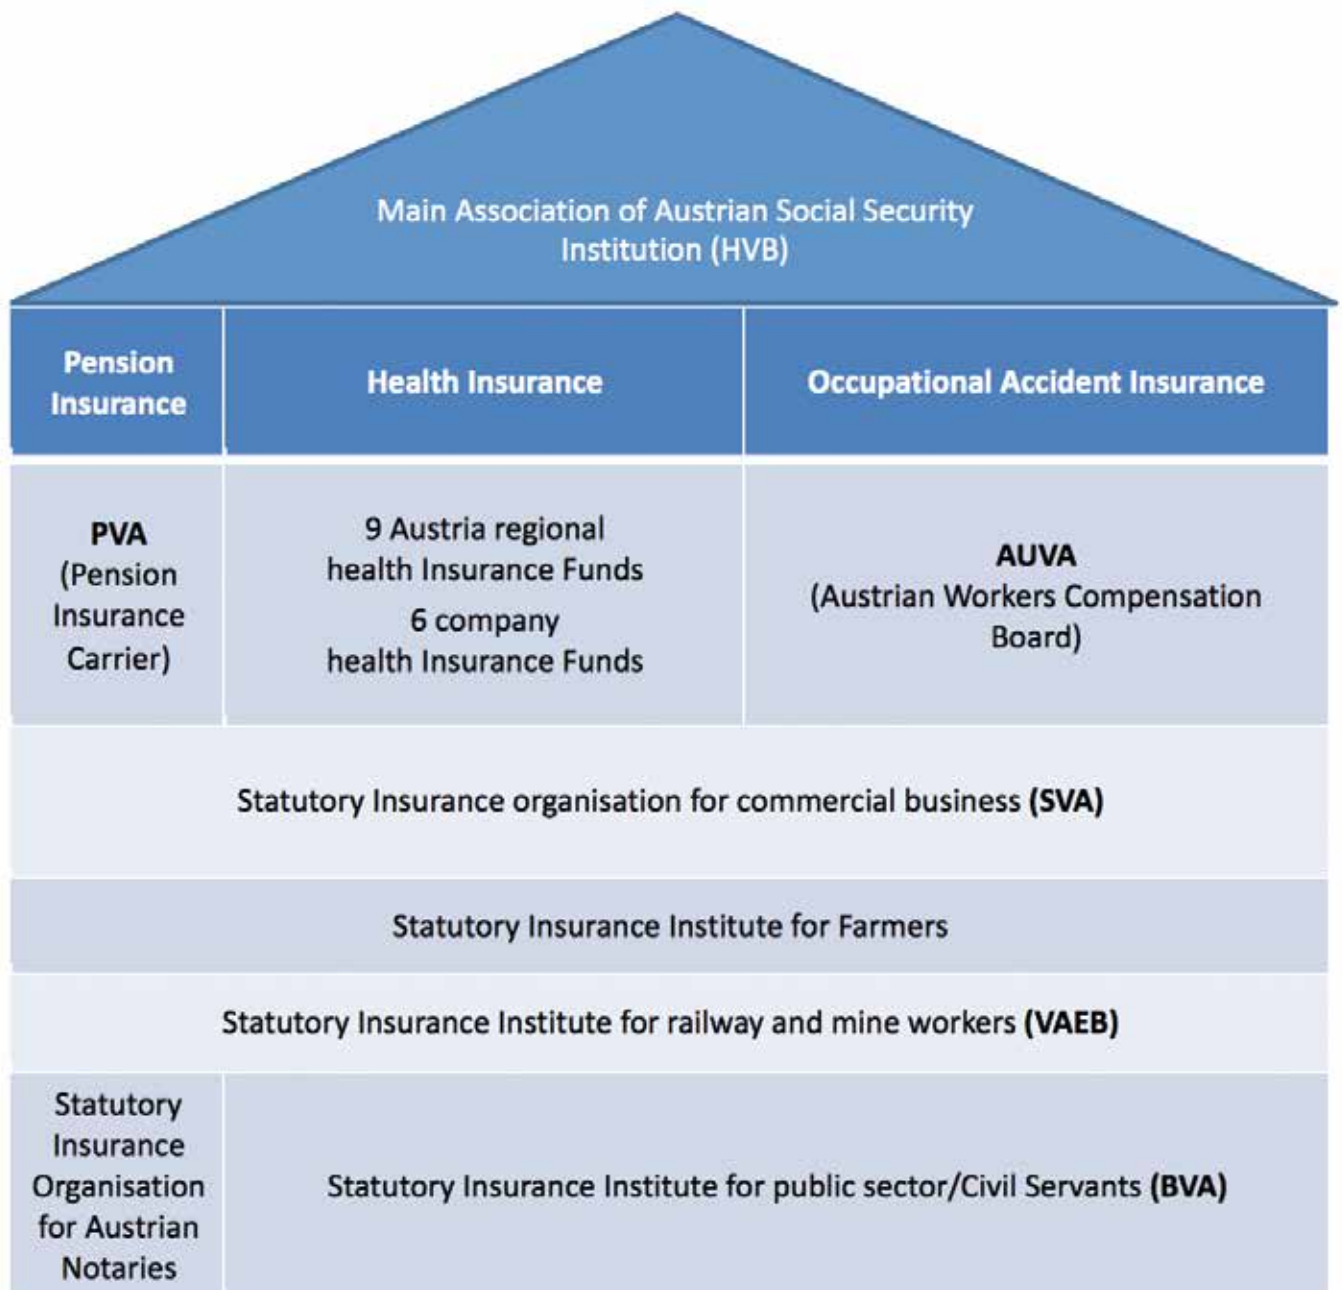 Main Association of Austrian Social Security
Institution (HVB)
Pension
Insurance
Health Insurance
Occupational Accident Insurance
PVA
(Pension
Insurance
Carrier)
9 Austria regional
health Insurance Funds
6 company
health Insurance Funds
AUVA
(Austrian Workers Compensation
Board)
Statutory Insurance organisation for commercial business (SVA)
Statutory Insurance Institute for Farmers
Statutory Insurance Institute for railway and mine workers (VAEB)
Statutory
Insurance
Organisation
for Austrian
Notaries
Statutory Insurance Institute for public sector/Civil Servants (BVA)